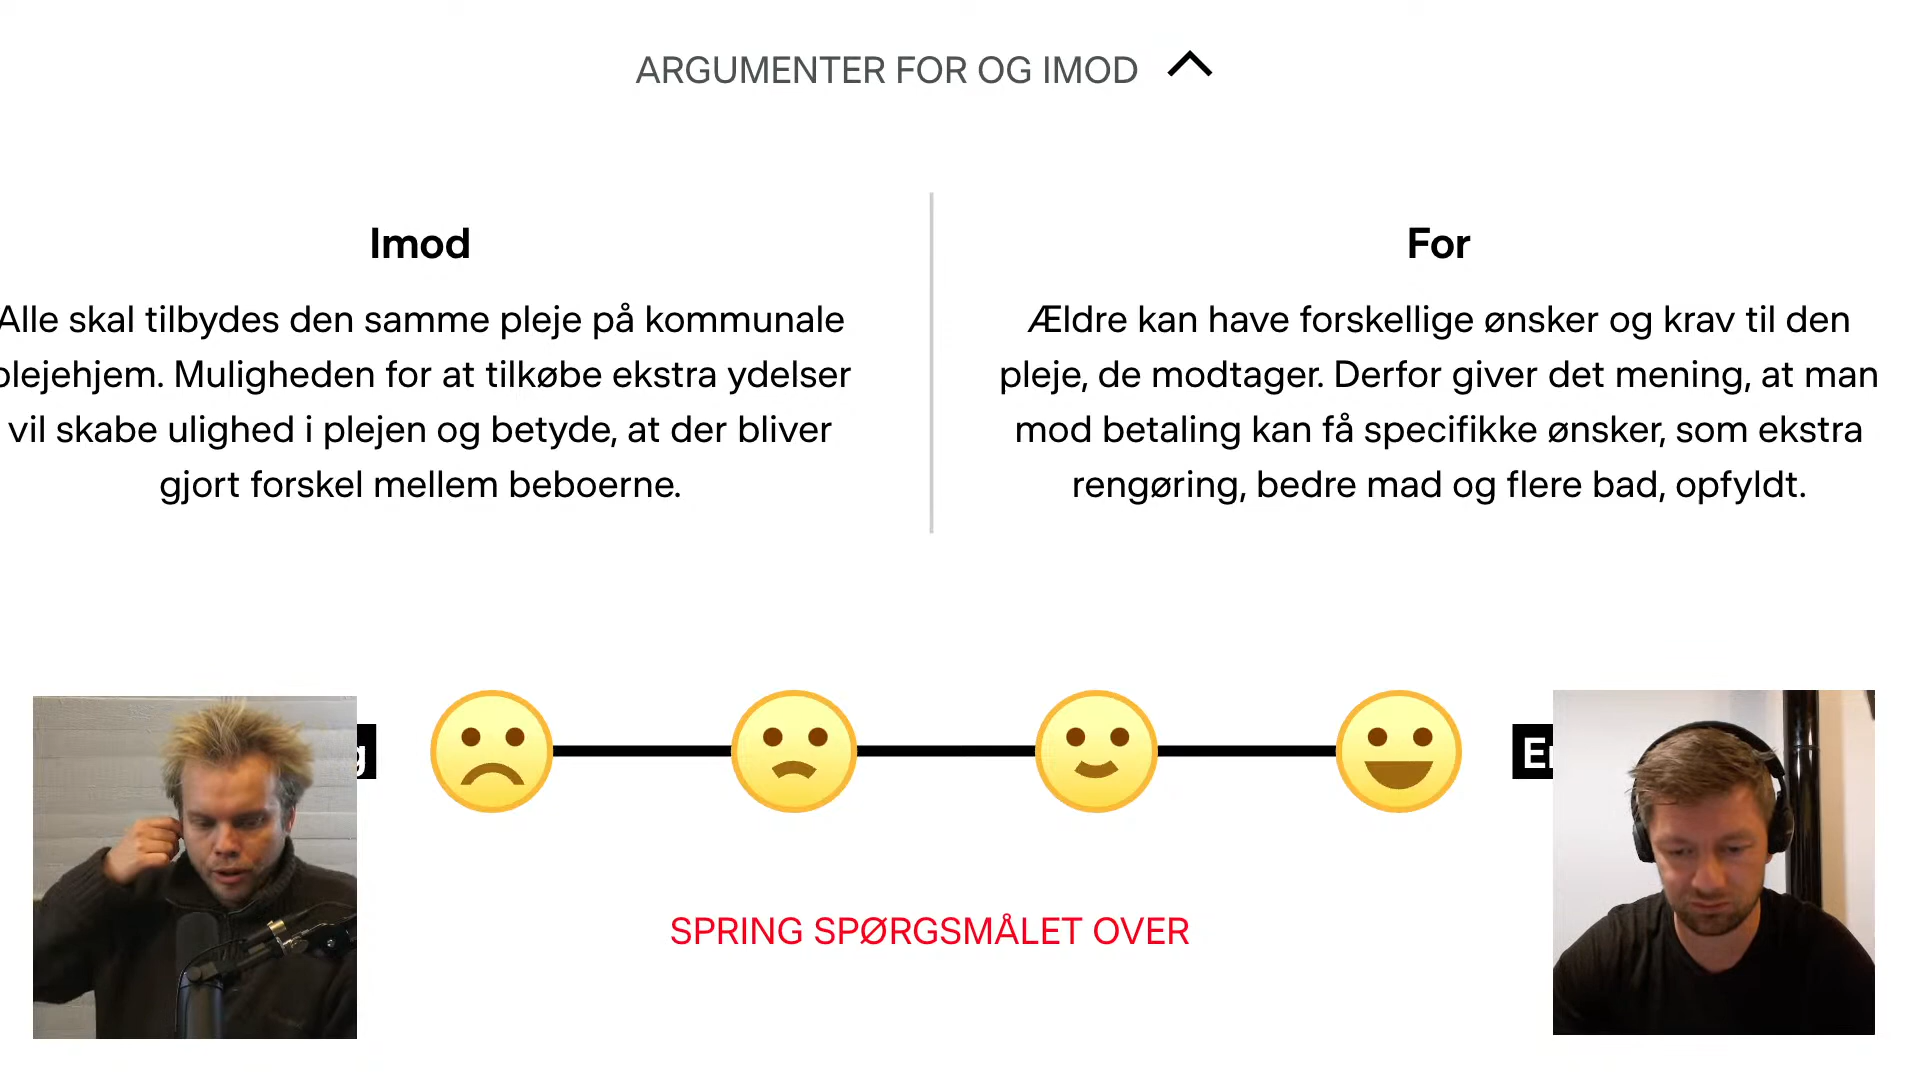 ARGUMENTER FOR OG IMOD
Imod
Alle skal tilbydes den samme pleje på kommunale
plejehjem. Muligheden for at tilkøbe ekstra ydelser
vil skabe ulighed i plejen og betyde, at der bliver
gjort forskel mellem beboerne.
For
Ældre kan have forskellige ønsker og krav til den
pleje, de modtager. Derfor giver det mening, at man
mod betaling kan få specifikke ønsker, som ekstra
rengøring, bedre mad og flere bad, opfyldt.
SPRING SPØRGSMÅLET OVER